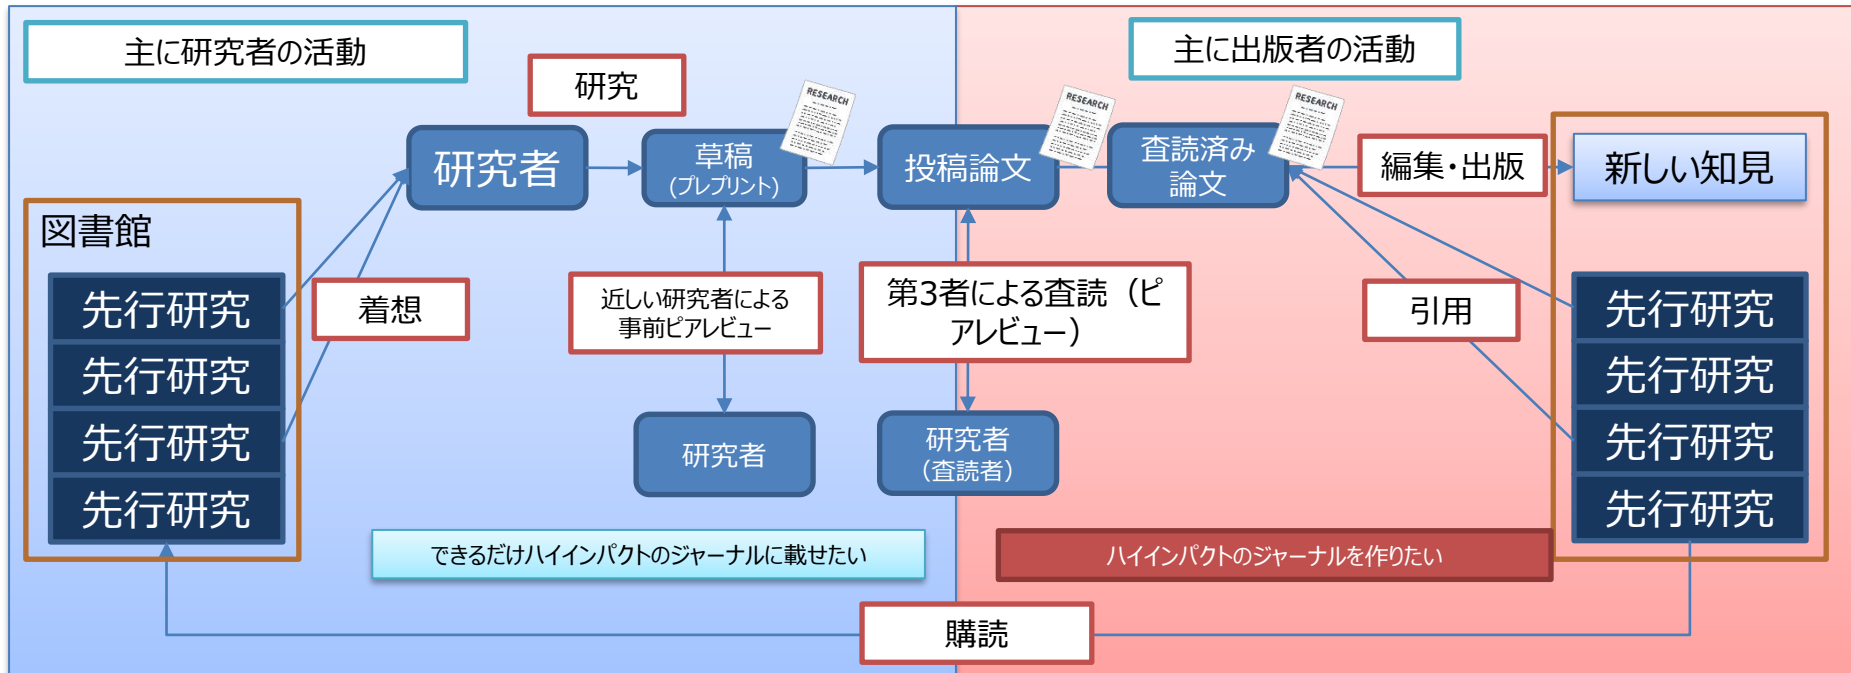 主に研究者の活動
主に出版者の活動
研究
RESEARCH
RESEARCH
RESEARCH
研究者
草稿
(プレプリント)
投稿論文
査読済み
論文
編集・出版
新しい知見
図書館
先行研究
先行研究
先行研究
先行研究
着想
近しい研究者による
事前ピアレビュー
第3者による査読（ピ
アレビュー）
引用
先行研究
先行研究
先行研究
先行研究
研究者
研究者
（査読者）
できるだけハイインパクトのジャーナルに載せたい
ハイインパクトのジャーナルを作りたい
購読